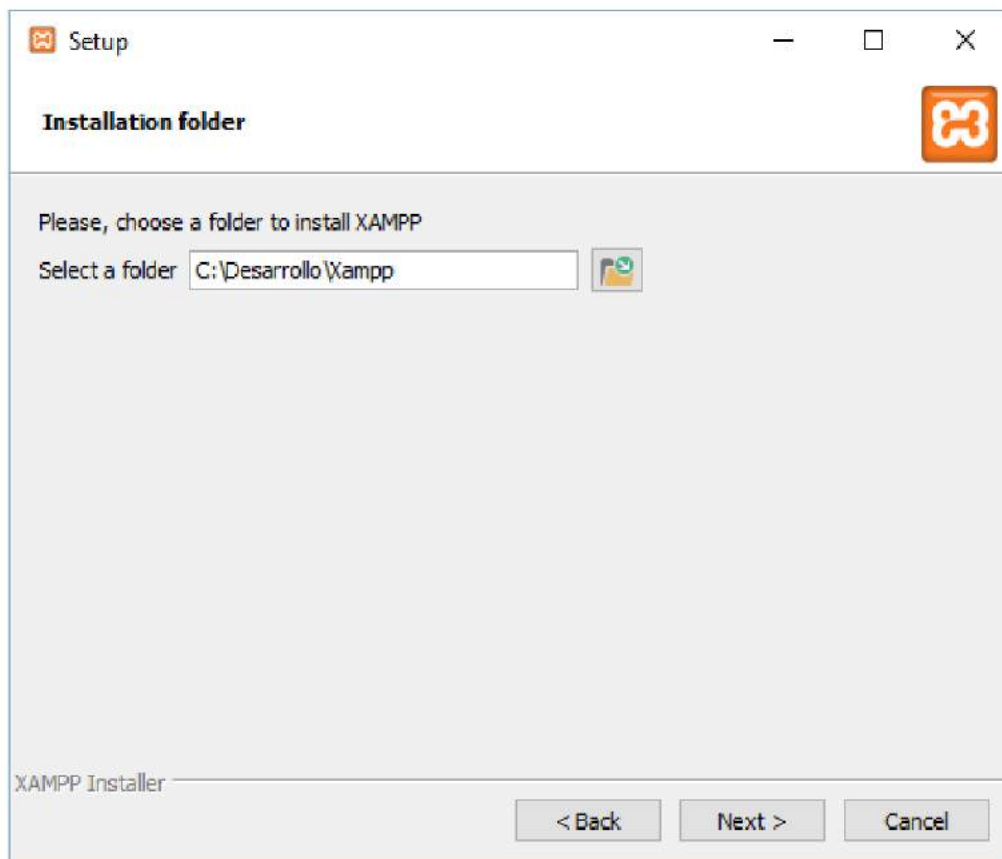 Setup
Installation folder
Please, choose a folder to install XAMPP
Select a folder C:\Desarrollo\Xampp
XAMPP Installer
< Back Next > Cancel